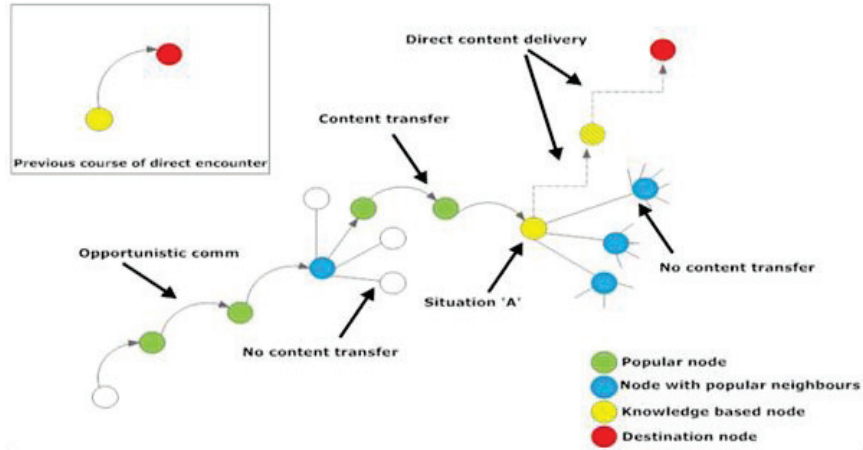 Direct content delivery
Content transfer
Previous course of direct encounter
Opportunistic comm
No content transfer
Situation 'A'
No content transfer
Popular node
Node with popular neighbours
Knowledge based node
Destination node